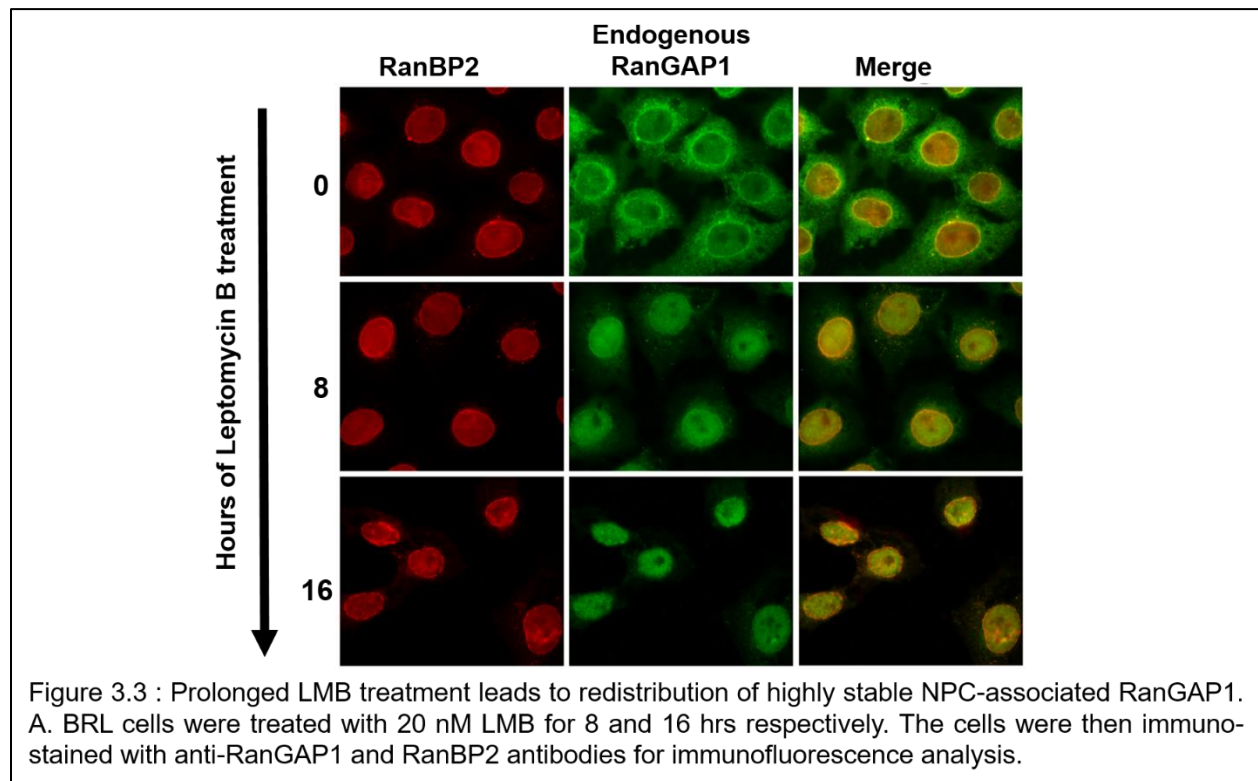 Endogenous
RanBP2 RanGAP1 Merge
Hours of Leptomycin B treatment
0
8
16
Figure 3.3 : Prolonged LMB treatment leads to redistribution of highly stable NPC-associated RanGAP1.
A. BRL cells were treated with 20 nM LMB for 8 and 16 hrs respectively. The cells were then immuno-
stained with anti-RanGAP1 and RanBP2 antibodies for immunofluorescence analysis.